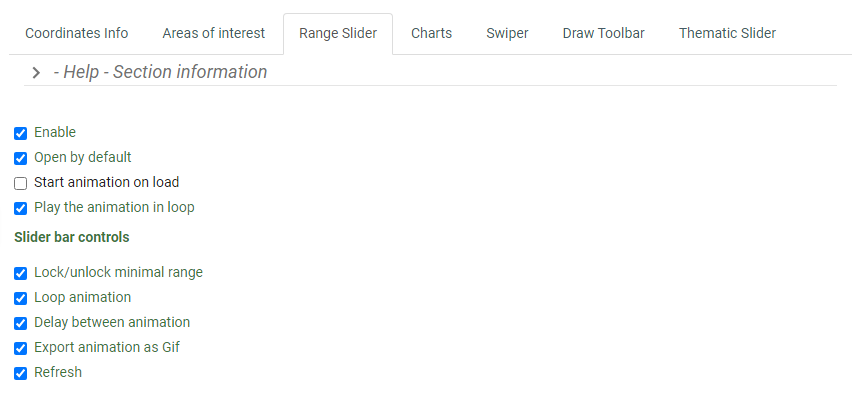 Coordinates Info Areas of interest Range Slider Charts Swiper Draw Toolbar Thematic Slider
- Help - Section information
Enable
Open by default
Start animation on load
Play the animation in loop
Slider bar controls
Lock/unlock minimal range
Loop animation
Delay between animation
Export animation as Gif
Refresh